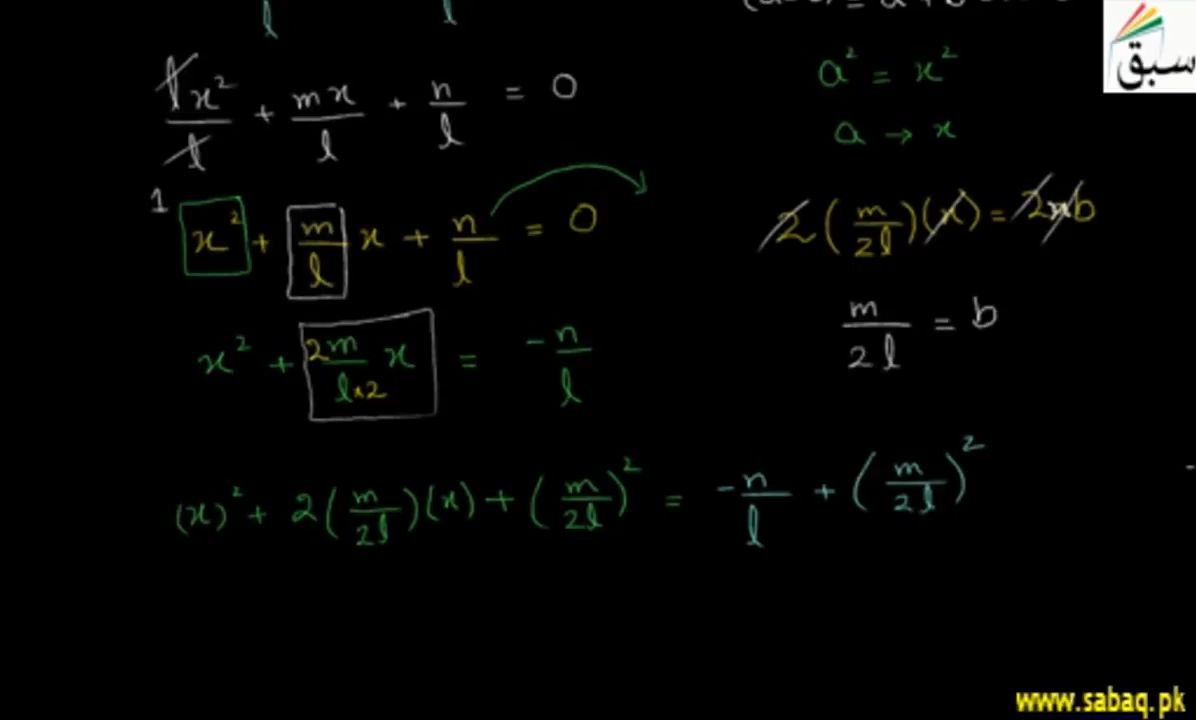 l l
lx²/l + mx/l + n/l = 0
1
x² + m/l x + n/l = 0
x² + 2m/l×2 x = -n/l
(x)² + 2(m/2l)(x) + (m/2l)² = -n/l + (m/2l)²
a² = x²
a → x
2(m/2l)(x) = 2xb
m/2l = b
سبق
www.sabaq.pk